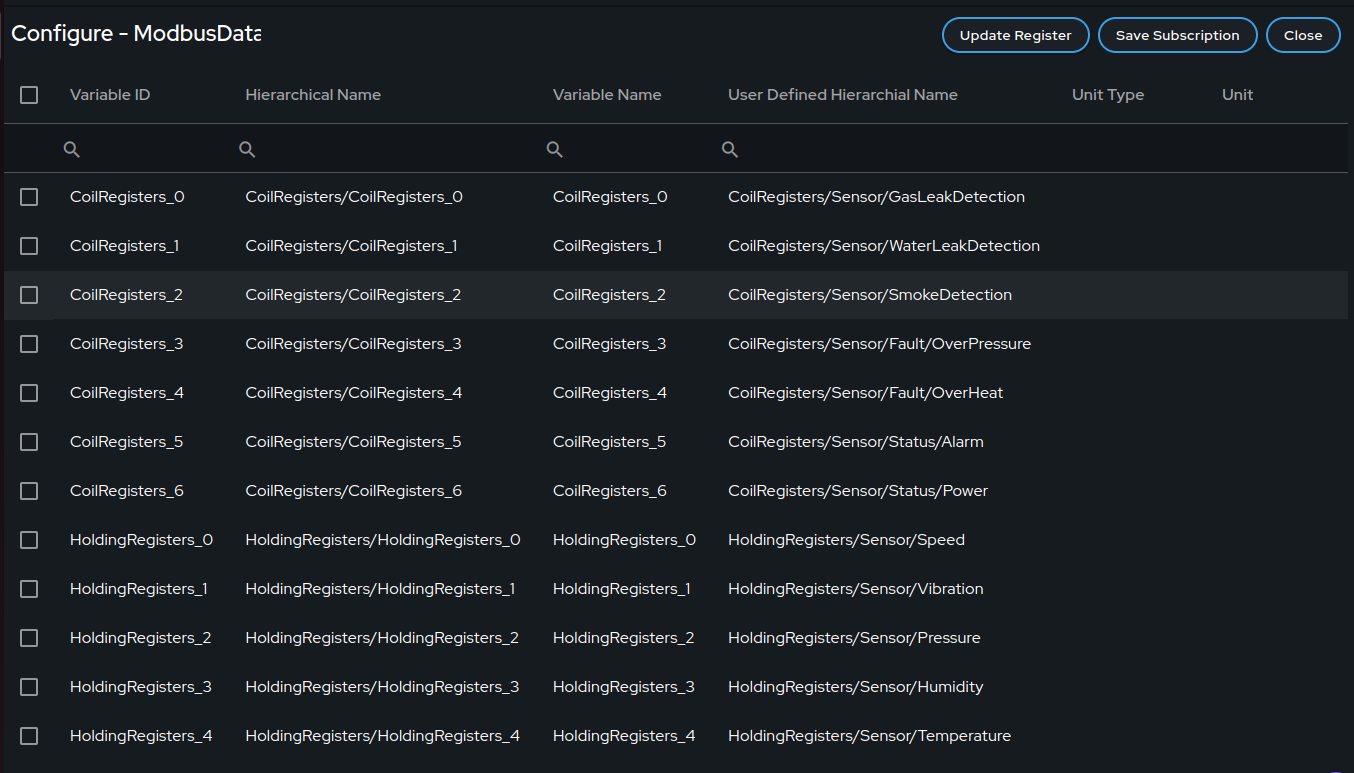 Configure - ModbusData
Update Register
Save Subscription
Close
Variable ID Hierarchical Name Variable Name User Defined Hierarchial Name Unit Type Unit
CoilRegisters_0 CoilRegisters/CoilRegisters_0 CoilRegisters_0 CoilRegisters/Sensor/GasLeakDetection
CoilRegisters_1 CoilRegisters/CoilRegisters_1 CoilRegisters_1 CoilRegisters/Sensor/WaterLeakDetection
CoilRegisters_2 CoilRegisters/CoilRegisters_2 CoilRegisters_2 CoilRegisters/Sensor/SmokeDetection
CoilRegisters_3 CoilRegisters/CoilRegisters_3 CoilRegisters_3 CoilRegisters/Sensor/Fault/OverPressure
CoilRegisters_4 CoilRegisters/CoilRegisters_4 CoilRegisters_4 CoilRegisters/Sensor/Fault/OverHeat
CoilRegisters_5 CoilRegisters/CoilRegisters_5 CoilRegisters_5 CoilRegisters/Sensor/Status/Alarm
CoilRegisters_6 CoilRegisters/CoilRegisters_6 CoilRegisters_6 CoilRegisters/Sensor/Status/Power
HoldingRegisters_0 HoldingRegisters/HoldingRegisters_0 HoldingRegisters_0 HoldingRegisters/Sensor/Speed
HoldingRegisters_1 HoldingRegisters/HoldingRegisters_1 HoldingRegisters_1 HoldingRegisters/Sensor/Vibration
HoldingRegisters_2 HoldingRegisters/HoldingRegisters_2 HoldingRegisters_2 HoldingRegisters/Sensor/Pressure
HoldingRegisters_3 HoldingRegisters/HoldingRegisters_3 HoldingRegisters_3 HoldingRegisters/Sensor/Humidity
HoldingRegisters_4 HoldingRegisters/HoldingRegisters_4 HoldingRegisters_4 HoldingRegisters/Sensor/Temperature